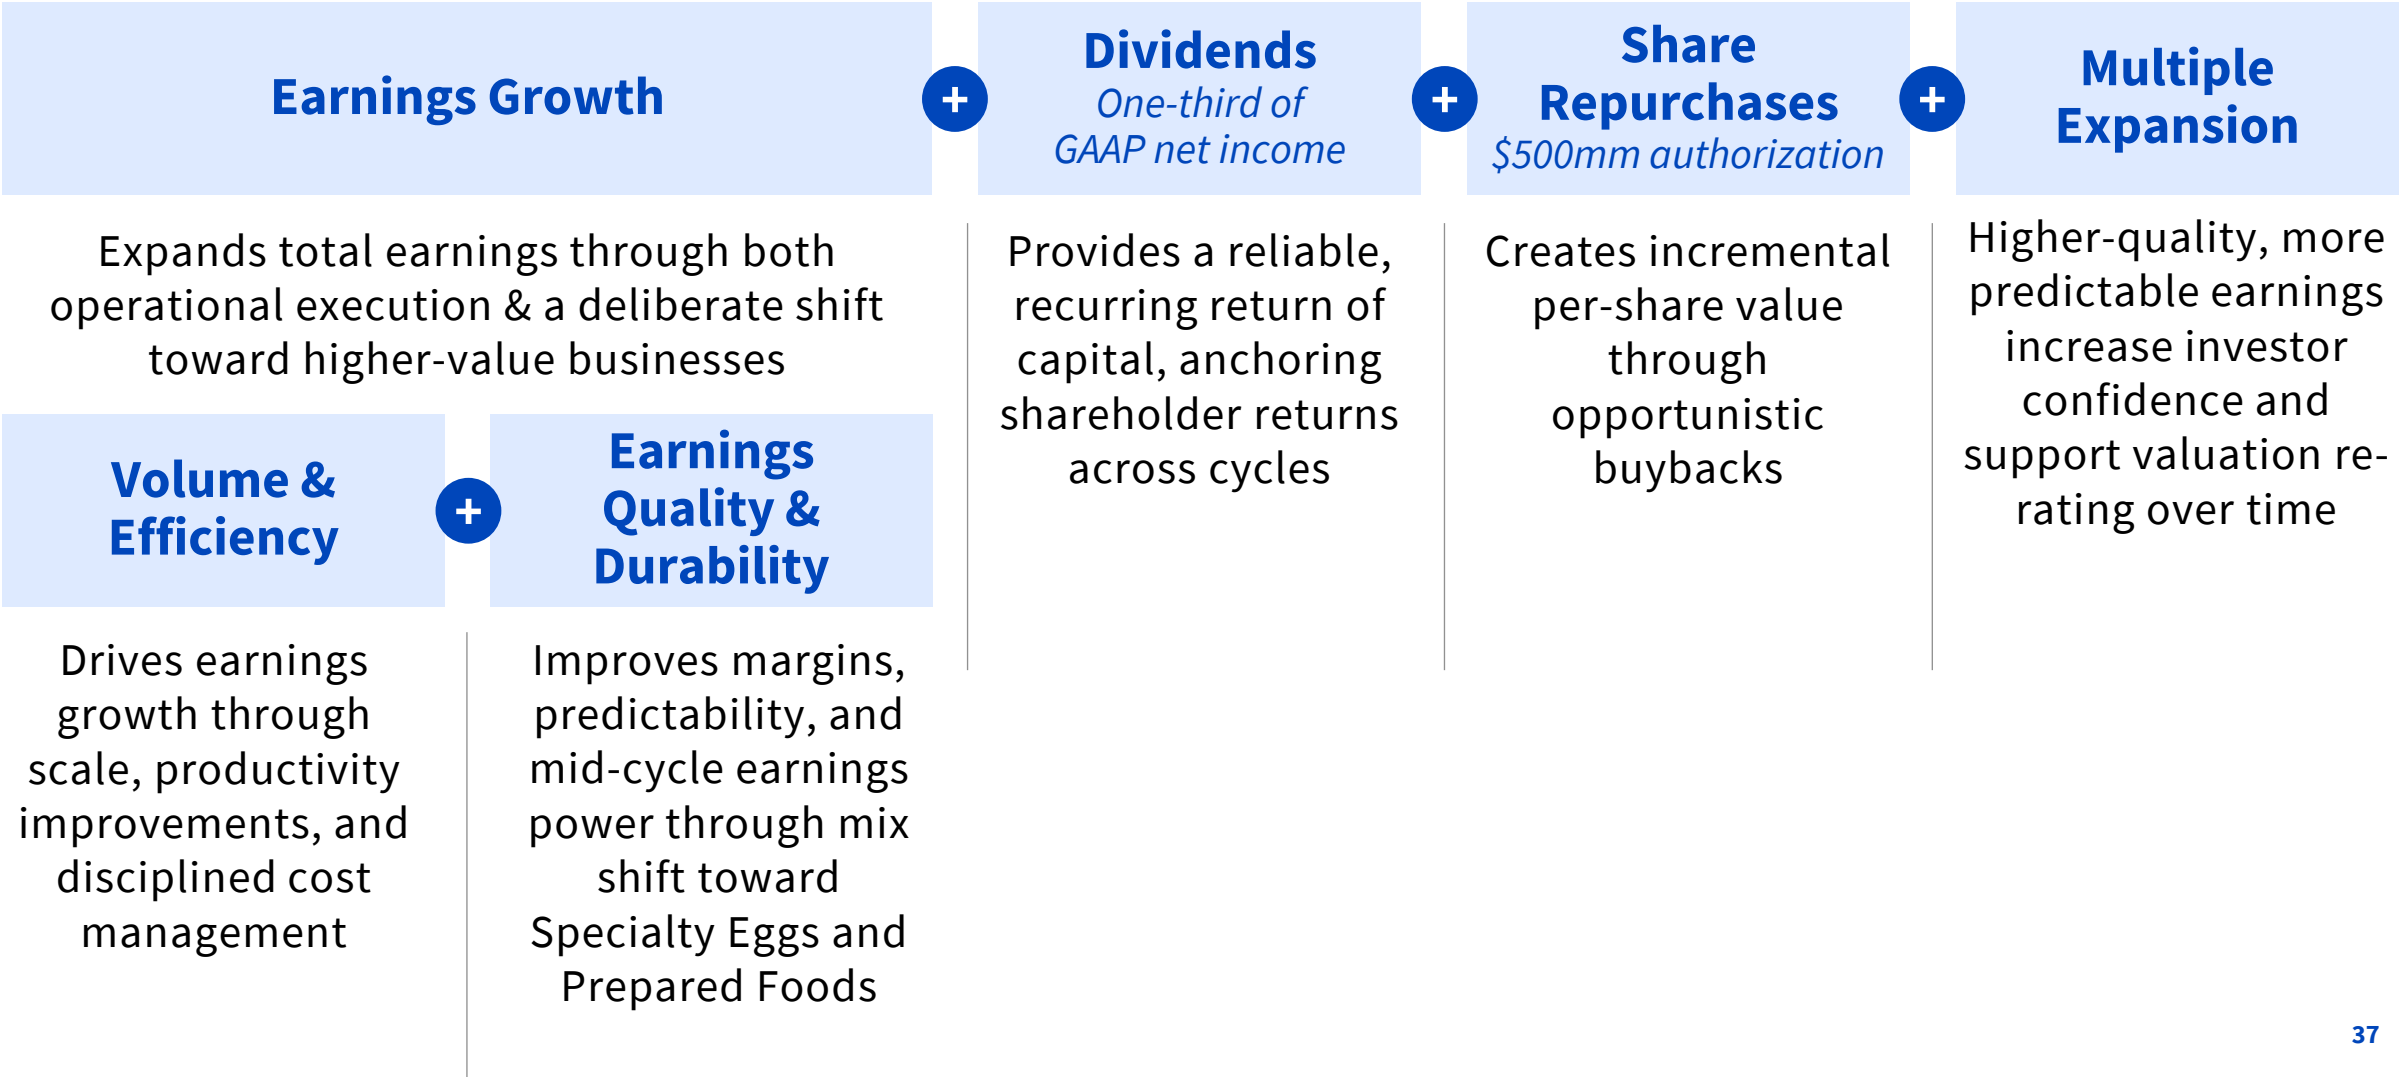 Earnings Growth
+
Dividends
One-third of
GAAP net income
+
Share
Repurchases
$500mm authorization
+
Multiple
Expansion
Expands total earnings through both
operational execution & a deliberate shift
toward higher-value businesses
Volume &
Efficiency
+
Earnings
Quality &
Durability
Drives earnings
growth through
scale, productivity
improvements, and
disciplined cost
management
Improves margins,
predictability, and
mid-cycle earnings
power through mix
shift toward
Specialty Eggs and
Prepared Foods
Provides a reliable,
recurring return of
capital, anchoring
shareholder returns
across cycles
Creates incremental
per-share value
through
opportunistic
buybacks
Higher-quality, more
predictable earnings
increase investor
confidence and
support valuation re-
rating over time
37